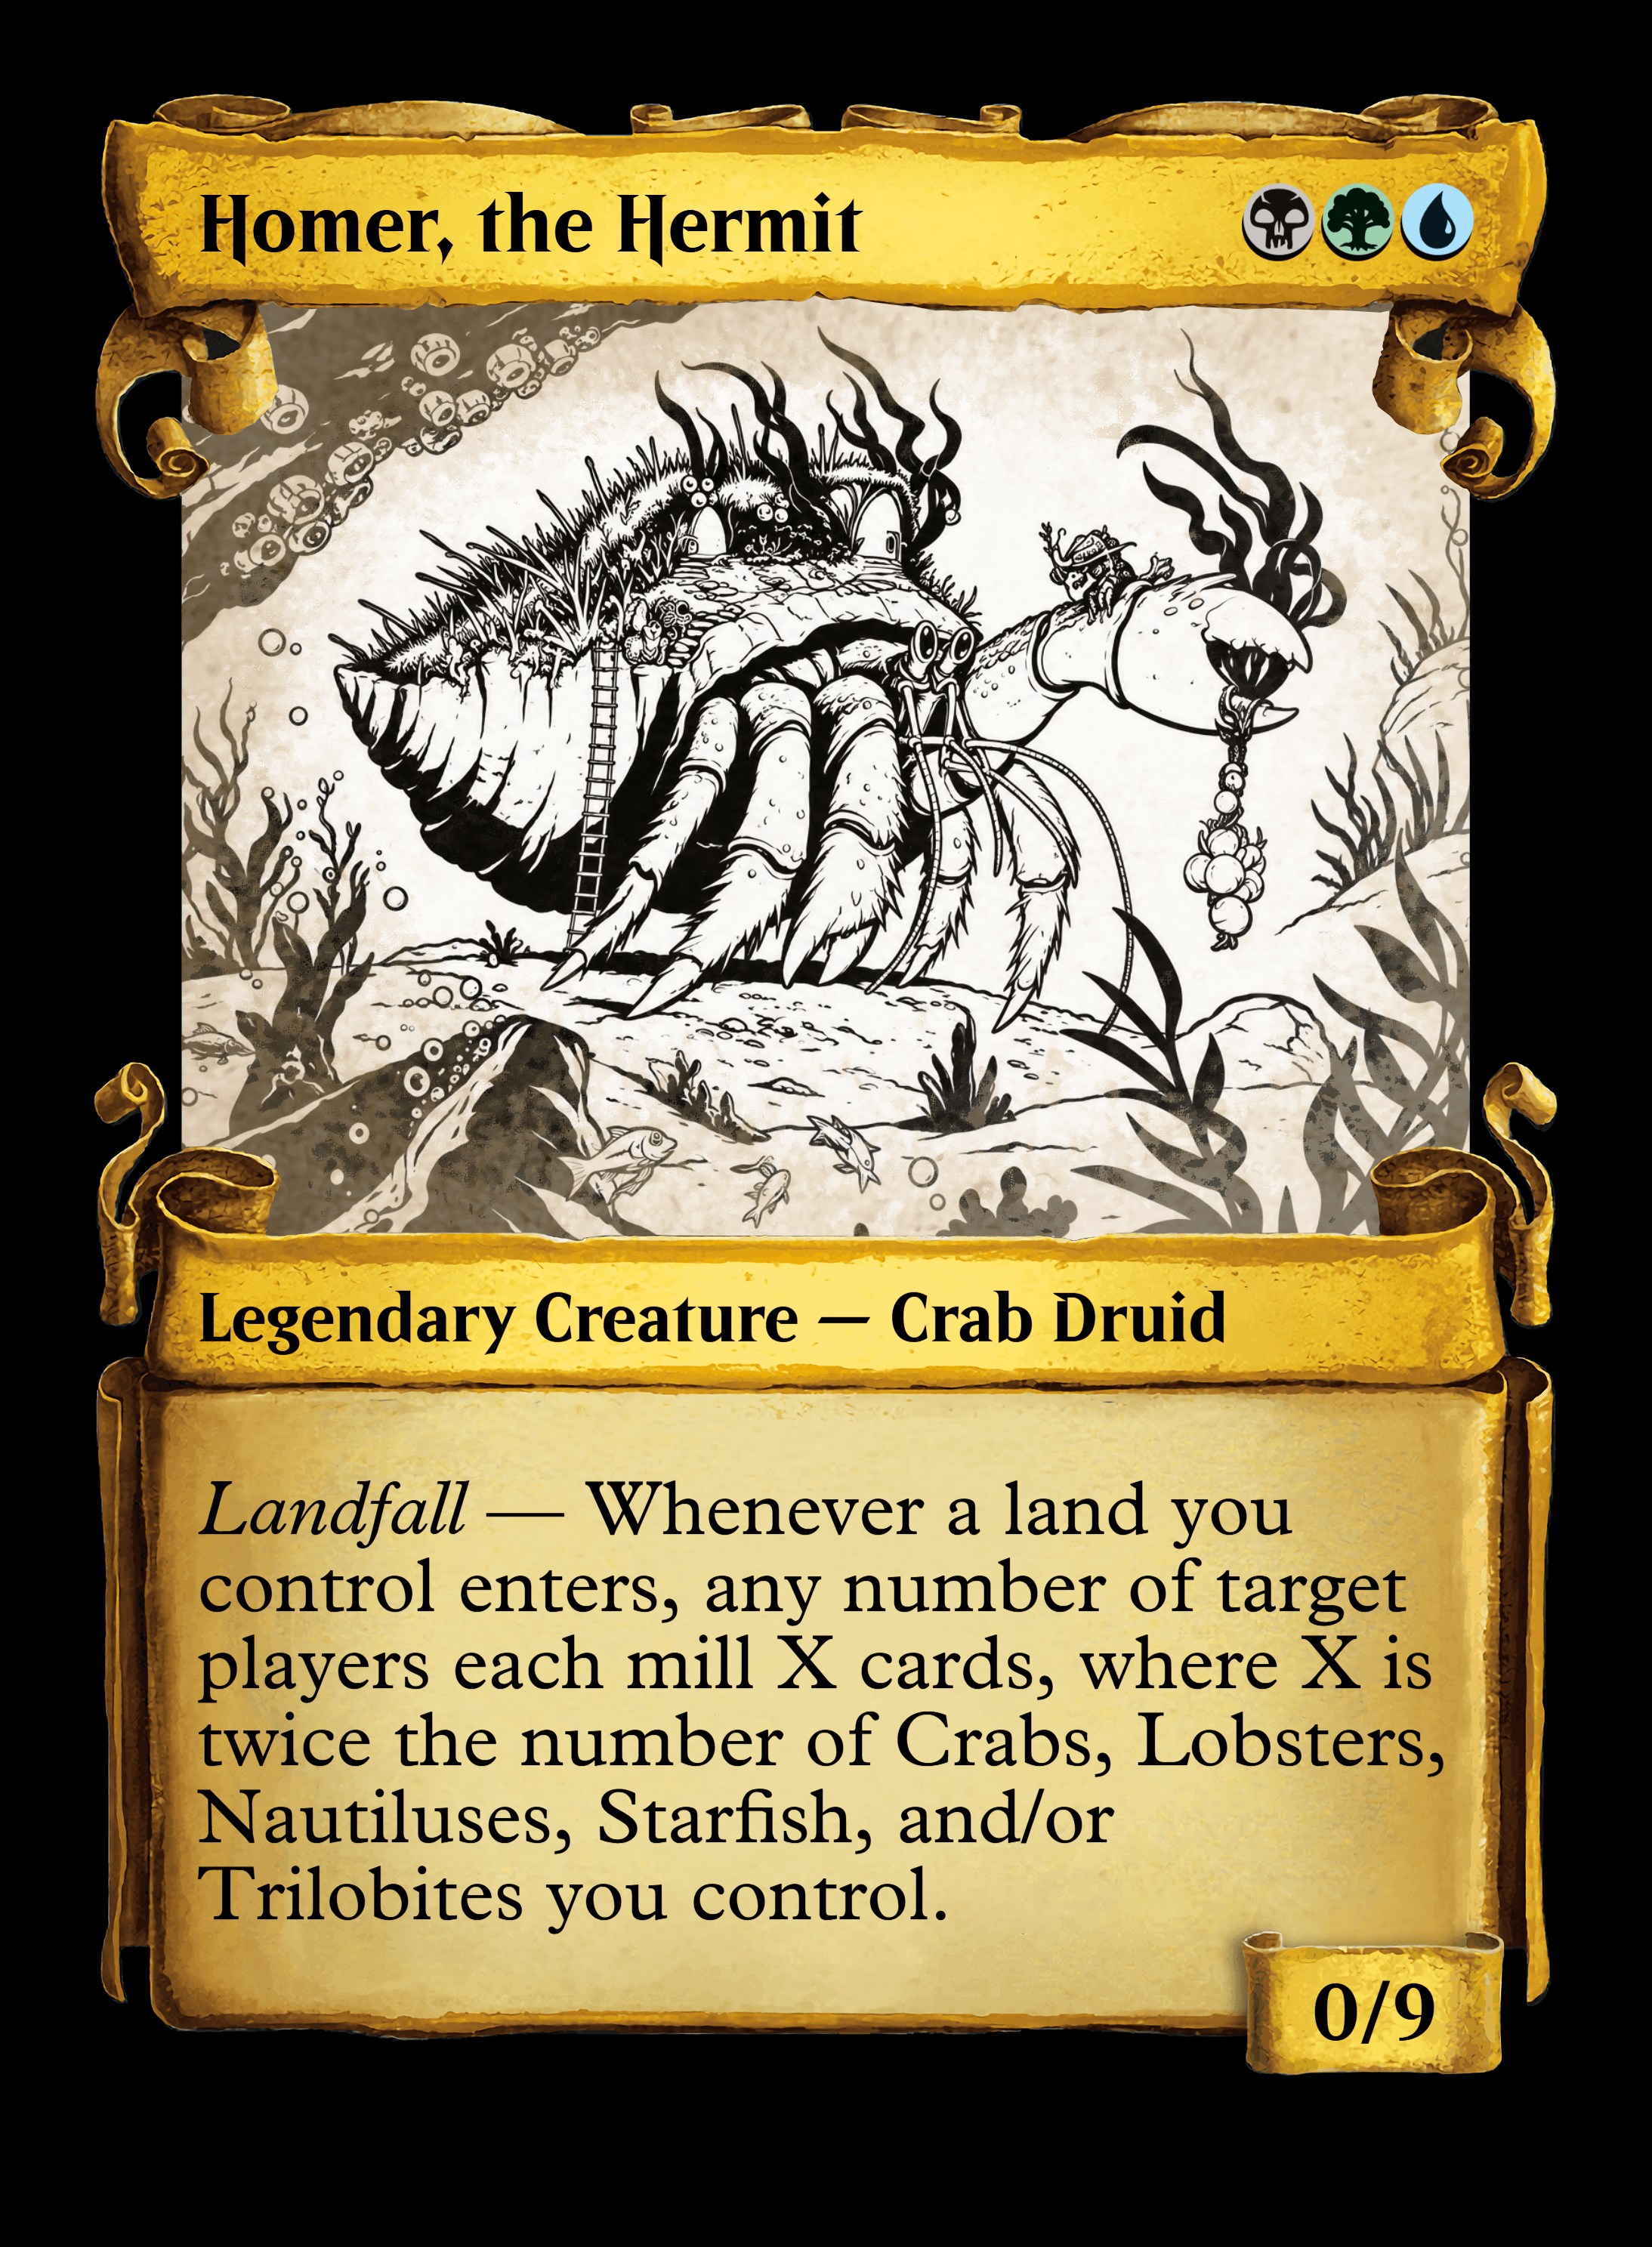 Homer, the Hermit
Legendary Creature — Crab Druid
Landfall — Whenever a land you
control enters, any number of target
players each mill X cards, where X is
twice the number of Crabs, Lobsters,
Nautiluses, Starfish, and/or
Trilobites you control.
0/9